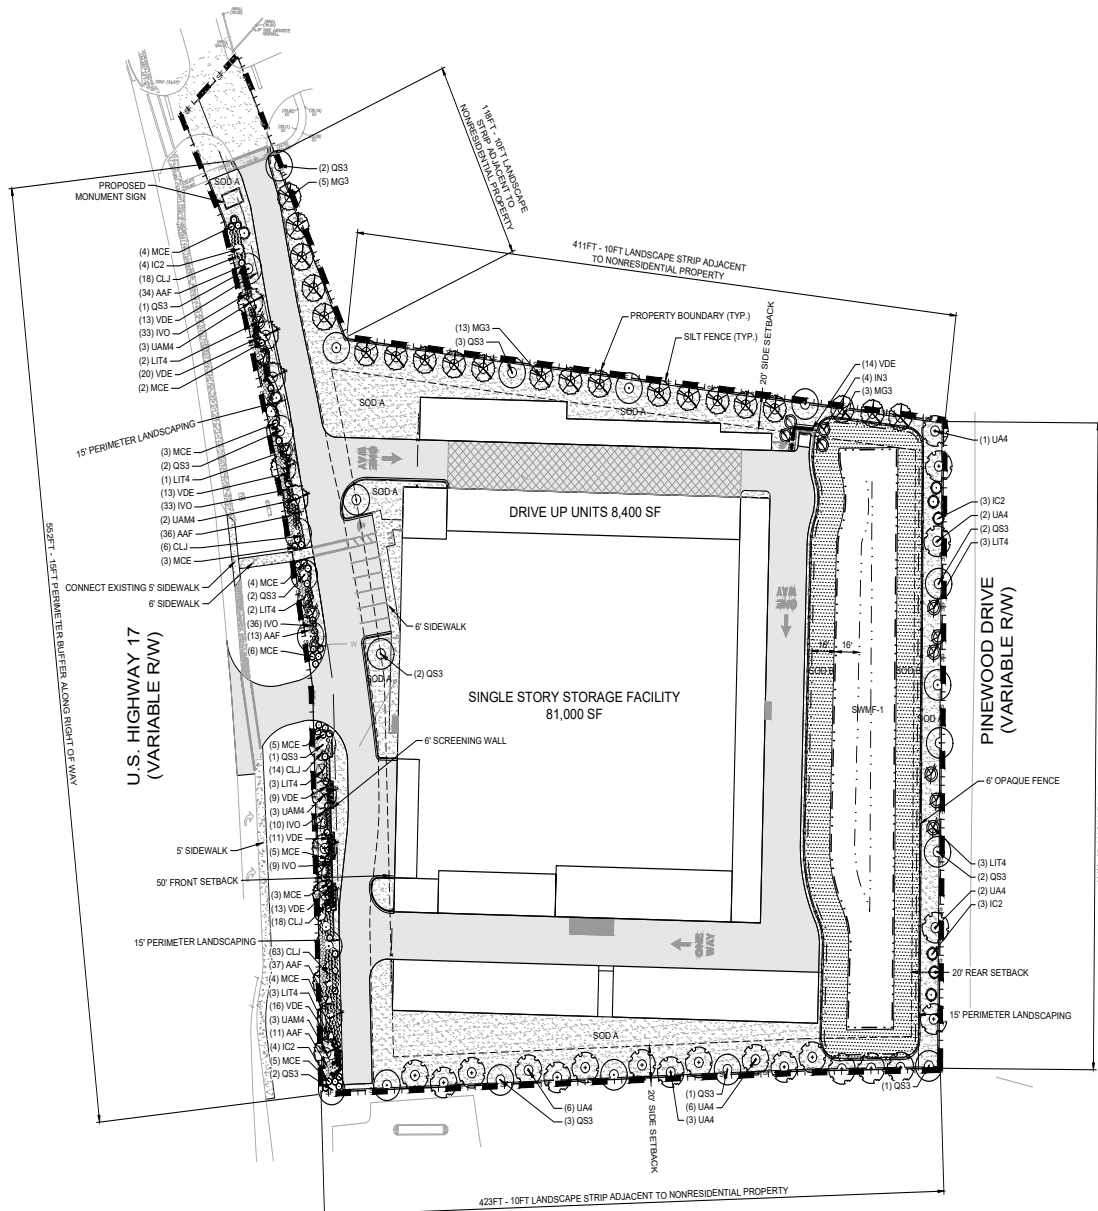 118FT - 10FT LANDSCAPE
STRIP ADJACENT TO
NONRESIDENTIAL PROPERTY
(2) QS3
(5) MG3
SOD A
PROPOSED
MONUMENT SIGN
411FT - 10FT LANDSCAPE STRIP ADJACENT
TO NONRESIDENTIAL PROPERTY
(4) MCE
(4) IC2
(18) CLJ
(34) AAF
(1) QS3
(13) VDE
(33) IVO
(3) UAM4
(2) LIT4
(20) VDE
(2) MCE
PROPERTY BOUNDARY (TYP.)
(13) MG3
(3) QS3
SILT FENCE (TYP.)
20' SIDE SETBACK
(14) VDE
(4) IN3
(3) MG3
SOD A
SOD A
15' PERIMETER LANDSCAPING
(3) MCE
(2) QS3
(1) LIT4
(13) VDE
(33) IVO
(2) UAM4
(36) AAF
(6) CLJ
(3) MCE
ONE
WAY
SOD A
DRIVE UP UNITS 8,400 SF
(1) UA4
(3) IC2
(2) UA4
(2) QS3
(3) LIT4
CONNECT EXISTING 5' SIDEWALK
6' SIDEWALK
(4) MCE
(2) QS3
(2) LIT4
(36) IVO
(13) AAF
(6) MCE
6' SIDEWALK
ONE
WAY
PINEWOOD DRIVE
(VARIABLE R/W)
552FT - 15FT PERIMETER BUFFER ALONG RIGHT OF WAY
U.S. HIGHWAY 17
(VARIABLE R/W)
W
16'
16'
SOD B
SOD B
(2) QS3
SOD A
SINGLE STORY STORAGE FACILITY
81,000 SF
SWMF-1
SOD A
(5) MCE
(1) QS3
(14) CLJ
(3) LIT4
(9) VDE
(3) UAM4
(10) IVO
(11) VDE
(5) MCE
(9) IVO
6' SCREENING WALL
6' OPAQUE FENCE
5' SIDEWALK
50' FRONT SETBACK
(3) MCE
(13) VDE
(18) CLJ
(3) LIT4
(2) QS3
(2) UA4
(3) IC2
15' PERIMETER LANDSCAPING
(63) CLJ
(37) AAF
(4) MCE
(3) LIT4
(16) VDE
(3) UAM4
(11) AAF
(4) IC2
(5) MCE
(2) QS3
ONE
WAY
20' REAR SETBACK
15' PERIMETER LANDSCAPING
SOD A
(1) QS3
(6) UA4
(3) QS3
20' SIDE SETBACK
(1) QS3
(6) UA4
(3) UA4
423FT - 10FT LANDSCAPE STRIP ADJACENT TO NONRESIDENTIAL PROPERTY